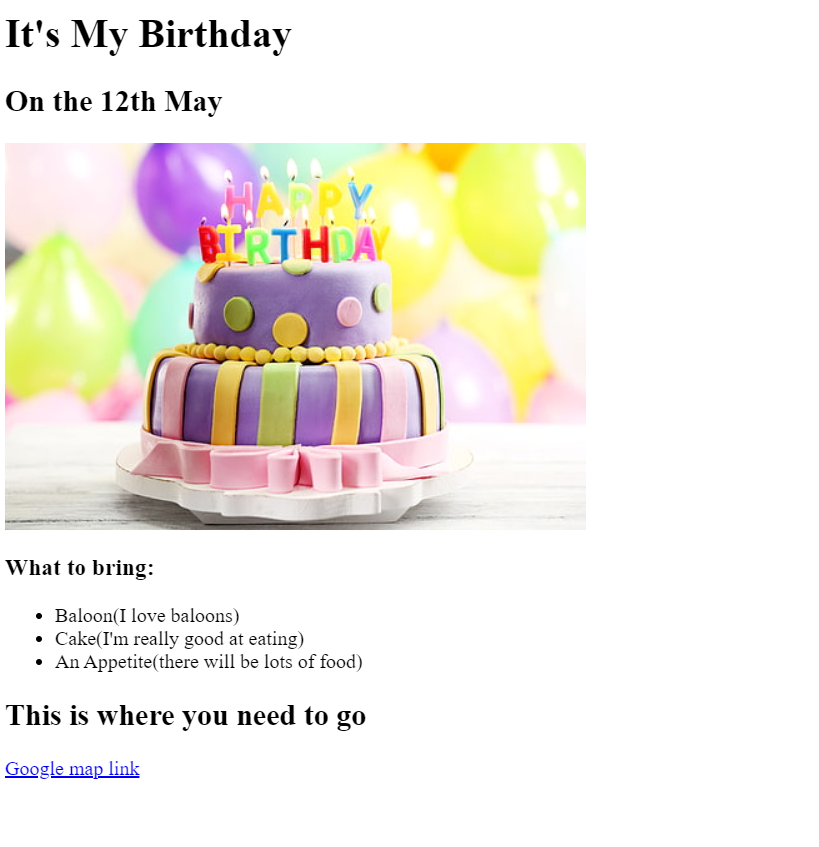 It's My Birthday
On the 12th May
HAPPY
BIRTHDAY
What to bring:
Baloon(I love baloons)
Cake(I'm really good at eating)
An Appetite(there will be lots of food)
This is where you need to go
Google map link